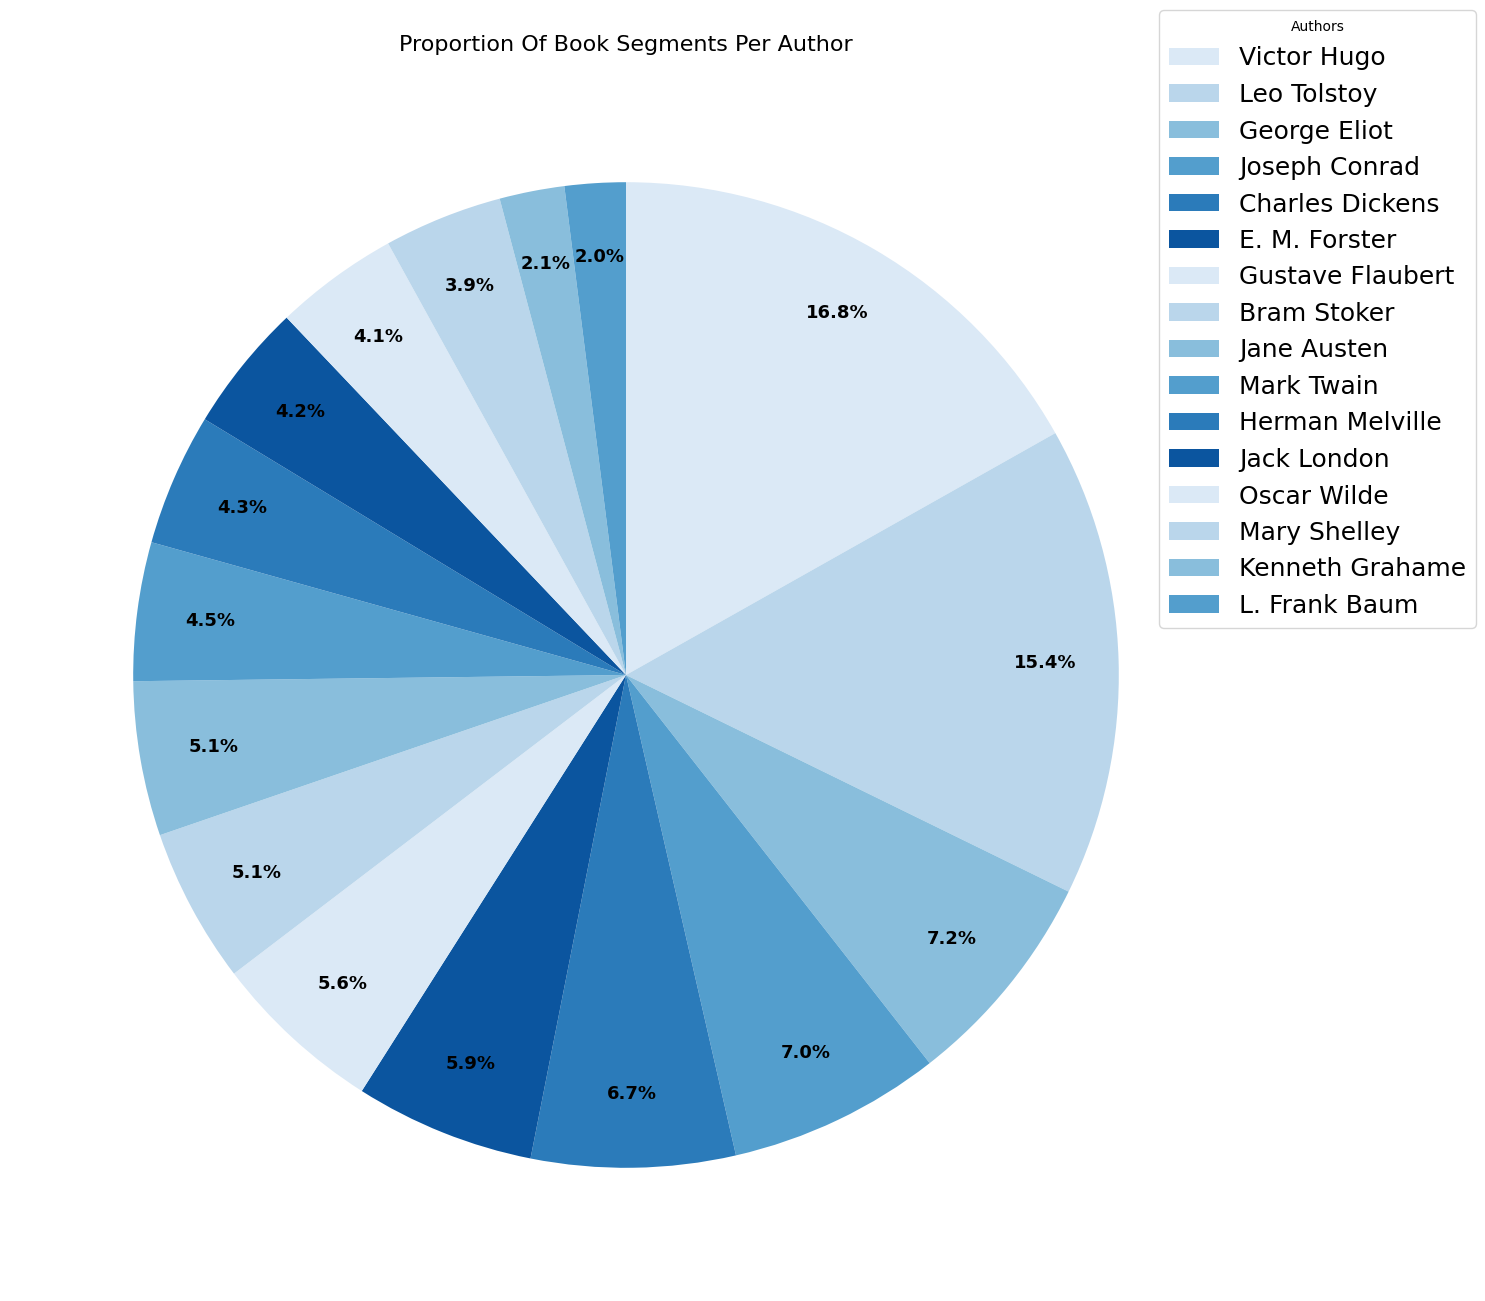 Proportion Of Book Segments Per Author
Authors
Victor Hugo
Leo Tolstoy
George Eliot
Joseph Conrad
Charles Dickens
E. M. Forster
Gustave Flaubert
Bram Stoker
Jane Austen
Mark Twain
Herman Melville
Jack London
Oscar Wilde
Mary Shelley
Kenneth Grahame
L. Frank Baum
16.8%
15.4%
7.2%
7.0%
6.7%
5.9%
5.6%
5.1%
5.1%
4.5%
4.3%
4.2%
4.1%
3.9%
2.1%
2.0%